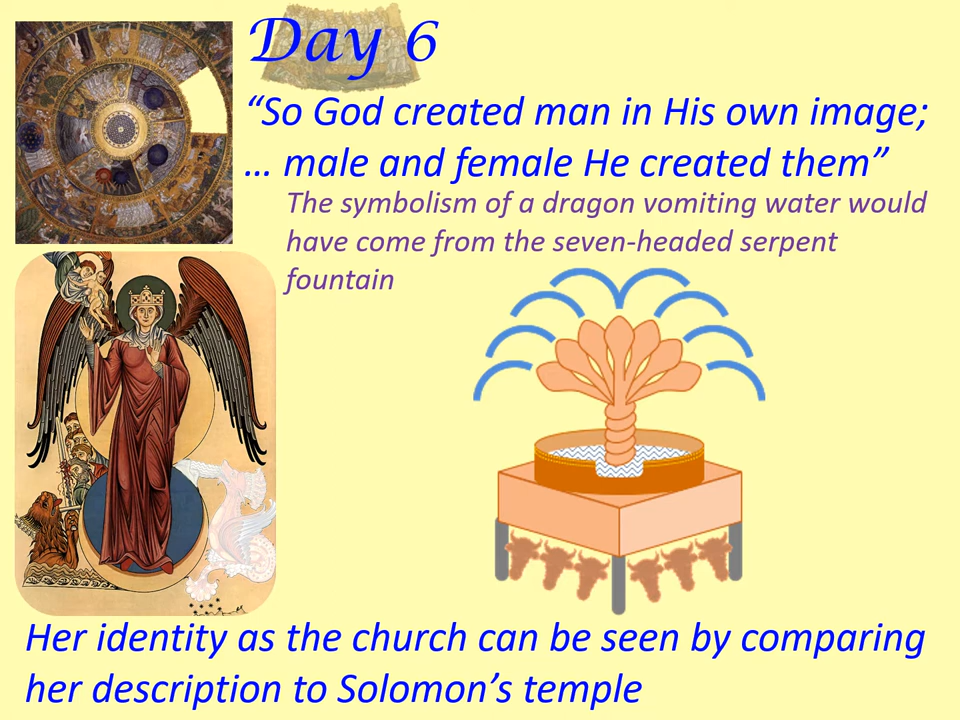 Day 6
“So God created man in His own image;
… male and female He created them”
The symbolism of a dragon vomiting water would
have come from the seven-headed serpent
fountain
Her identity as the church can be seen by comparing
her description to Solomon’s temple